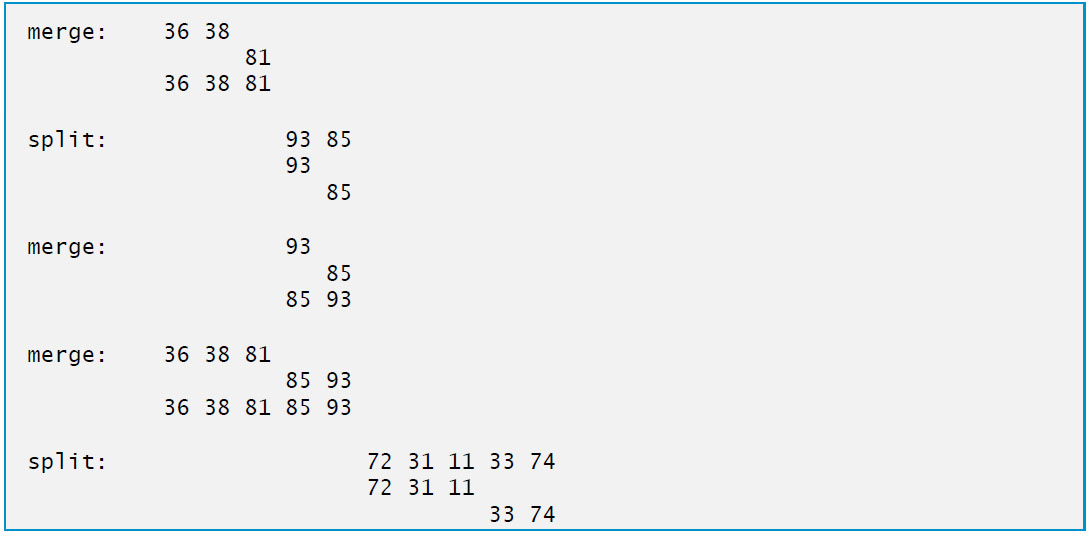 merge:    36 38
                81
          36 38 81
split:             93 85
                   93
                      85
merge:             93
                      85
                   85 93
merge:    36 38 81
                   85 93
          36 38 81 85 93
split:                   72 31 11 33 74
                         72 31 11
                                  33 74